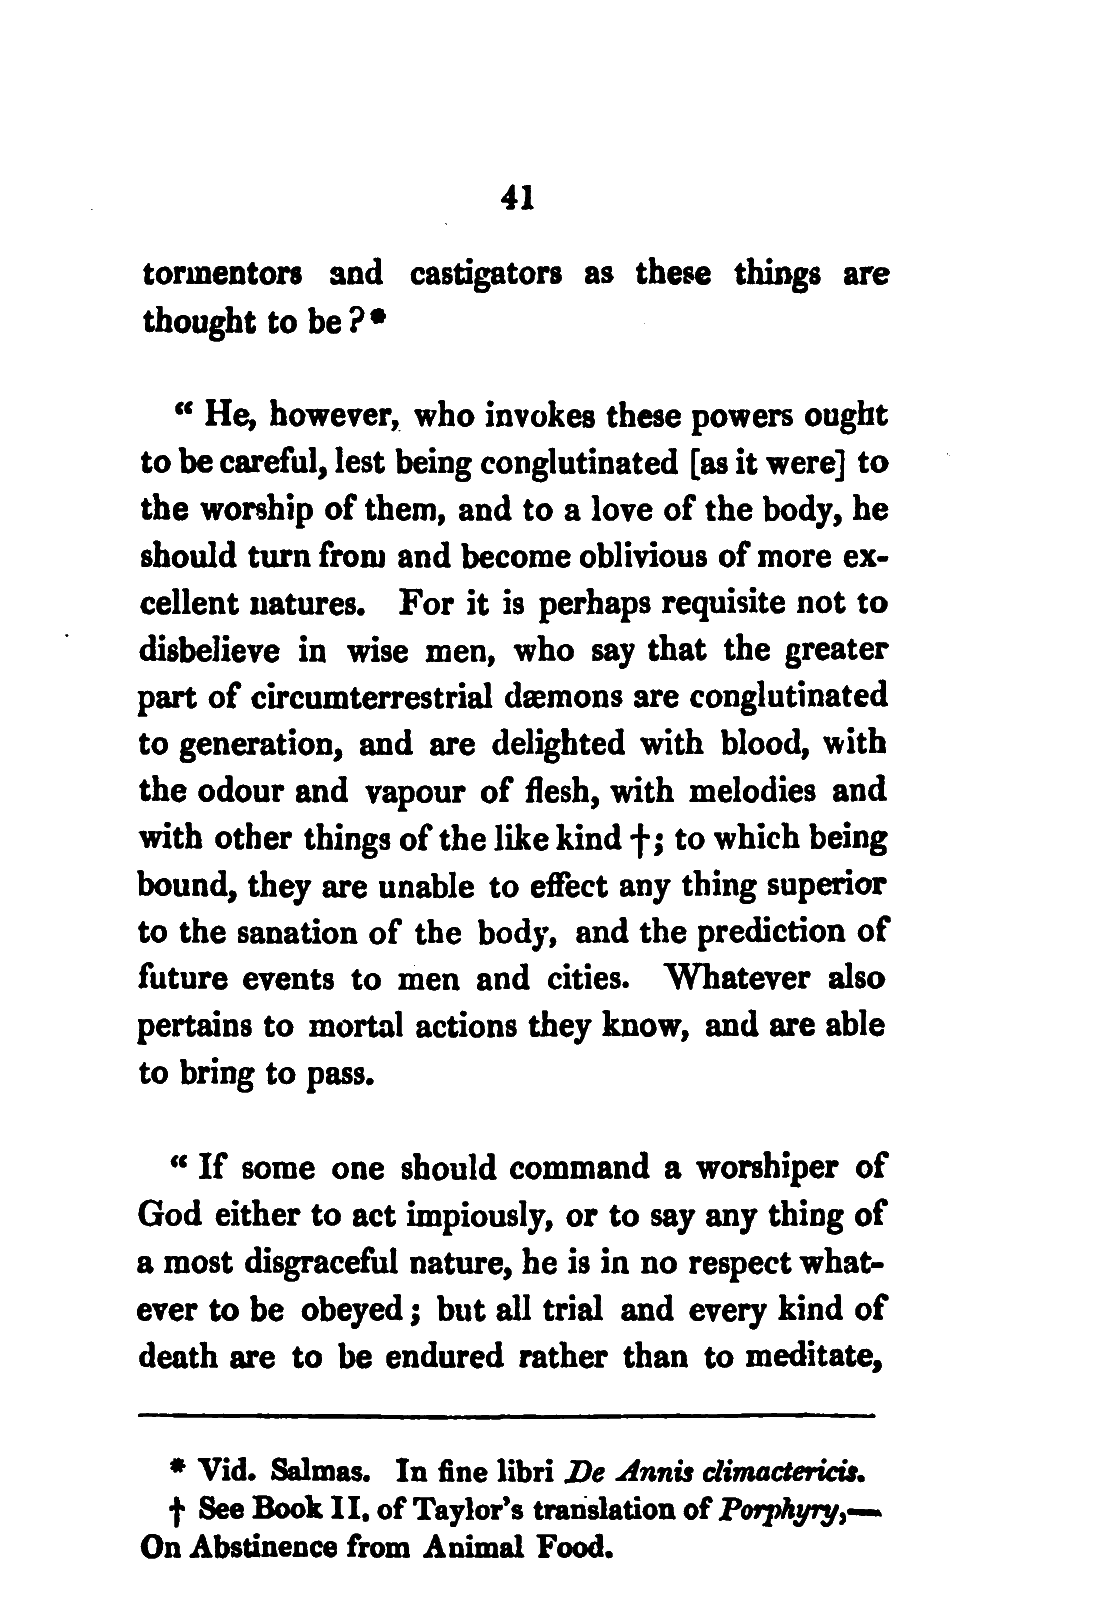 41
tormentors and castigators as these things are
thought to be?*
“ He, however, who invokes these powers ought
to be careful, lest being conglutinated [as it were] to
the worship of them, and to a love of the body, he
should turn from and become oblivious of more ex-
cellent natures. For it is perhaps requisite not to
disbelieve in wise men, who say that the greater
part of circumterrestrial dæmons are conglutinated
to generation, and are delighted with blood, with
the odour and vapour of flesh, with melodies and
with other things of the like kind †; to which being
bound, they are unable to effect any thing superior
to the sanation of the body, and the prediction of
future events to men and cities. Whatever also
pertains to mortal actions they know, and are able
to bring to pass.
“ If some one should command a worshiper of
God either to act impiously, or to say any thing of
a most disgraceful nature, he is in no respect what-
ever to be obeyed; but all trial and every kind of
death are to be endured rather than to meditate,
* Vid. Salmas. In fine libri De Annis climactericis.
† See Book II. of Taylor’s translation of Porphyry,—
On Abstinence from Animal Food.